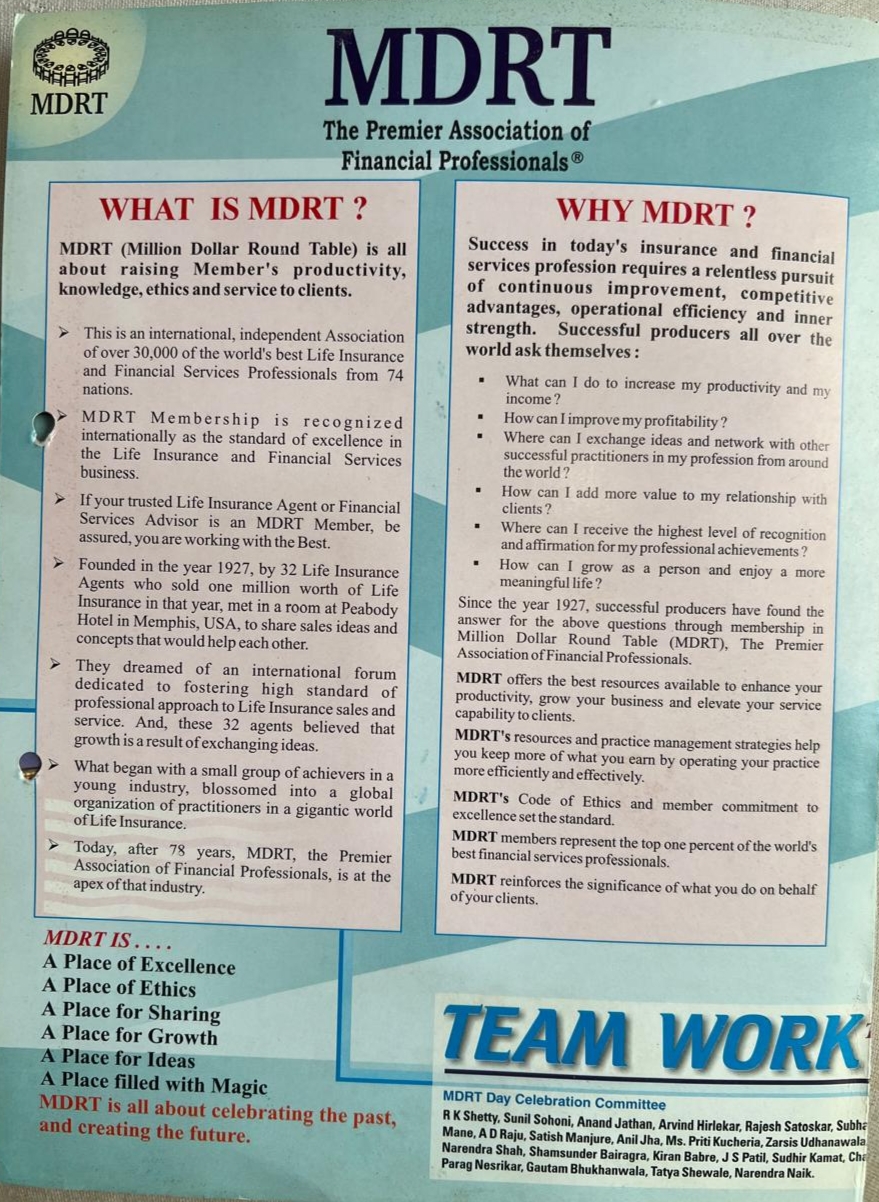 MDRT
MDRT
The Premier Association of
Financial Professionals®
WHAT IS MDRT ?
MDRT (Million Dollar Round Table) is all
about raising Member's productivity,
knowledge, ethics and service to clients.
➢ This is an international, independent Association
of over 30,000 of the world's best Life Insurance
and Financial Services Professionals from 74
nations.
➢ MDRT Membership is recognized
internationally as the standard of excellence in
the Life Insurance and Financial Services
business.
➢ If your trusted Life Insurance Agent or Financial
Services Advisor is an MDRT Member, be
assured, you are working with the Best.
➢ Founded in the year 1927, by 32 Life Insurance
Agents who sold one million worth of Life
Insurance in that year, met in a room at Peabody
Hotel in Memphis, USA, to share sales ideas and
concepts that would help each other.
➢ They dreamed of an international forum
dedicated to fostering high standard of
professional approach to Life Insurance sales and
service. And, these 32 agents believed that
growth is a result of exchanging ideas.
➢ What began with a small group of achievers in a
young industry, blossomed into a global
organization of practitioners in a gigantic world
of Life Insurance.
➢ Today, after 78 years, MDRT, the Premier
Association of Financial Professionals, is at the
apex of that industry.
WHY MDRT ?
Success in today's insurance and financial
services profession requires a relentless pursuit
of continuous improvement, competitive
advantages, operational efficiency and inner
strength. Successful producers all over the
world ask themselves :
▪ What can I do to increase my productivity and my
income ?
▪ How can I improve my profitability ?
▪ Where can I exchange ideas and network with other
successful practitioners in my profession from around
the world ?
▪ How can I add more value to my relationship with
clients ?
▪ Where can I receive the highest level of recognition
and affirmation for my professional achievements ?
▪ How can I grow as a person and enjoy a more
meaningful life ?
Since the year 1927, successful producers have found the
answer for the above questions through membership in
Million Dollar Round Table (MDRT), The Premier
Association of Financial Professionals.
MDRT offers the best resources available to enhance your
productivity, grow your business and elevate your service
capability to clients.
MDRT's resources and practice management strategies help
you keep more of what you earn by operating your practice
more efficiently and effectively.
MDRT's Code of Ethics and member commitment to
excellence set the standard.
MDRT members represent the top one percent of the world's
best financial services professionals.
MDRT reinforces the significance of what you do on behalf
of your clients.
MDRT IS . . . .
A Place of Excellence
A Place of Ethics
A Place for Sharing
A Place for Growth
A Place for Ideas
A Place filled with Magic
MDRT is all about celebrating the past,
and creating the future.
TEAM WORK
MDRT Day Celebration Committee
R K Shetty, Sunil Sohoni, Anand Jathan, Arvind Hirlekar, Rajesh Satoskar,
Mane, A D Raju, Satish Manjure, Anil Jha, Ms. Priti Kucheria, Zarsis Udhanawala
Narendra Shah, Shamsunder Bairagra, Kiran Babre, J S Patil, Sudhir Kamat,
Parag Nesrikar, Gautam Bhukhanwala, Tatya Shewale, Narendra Naik.